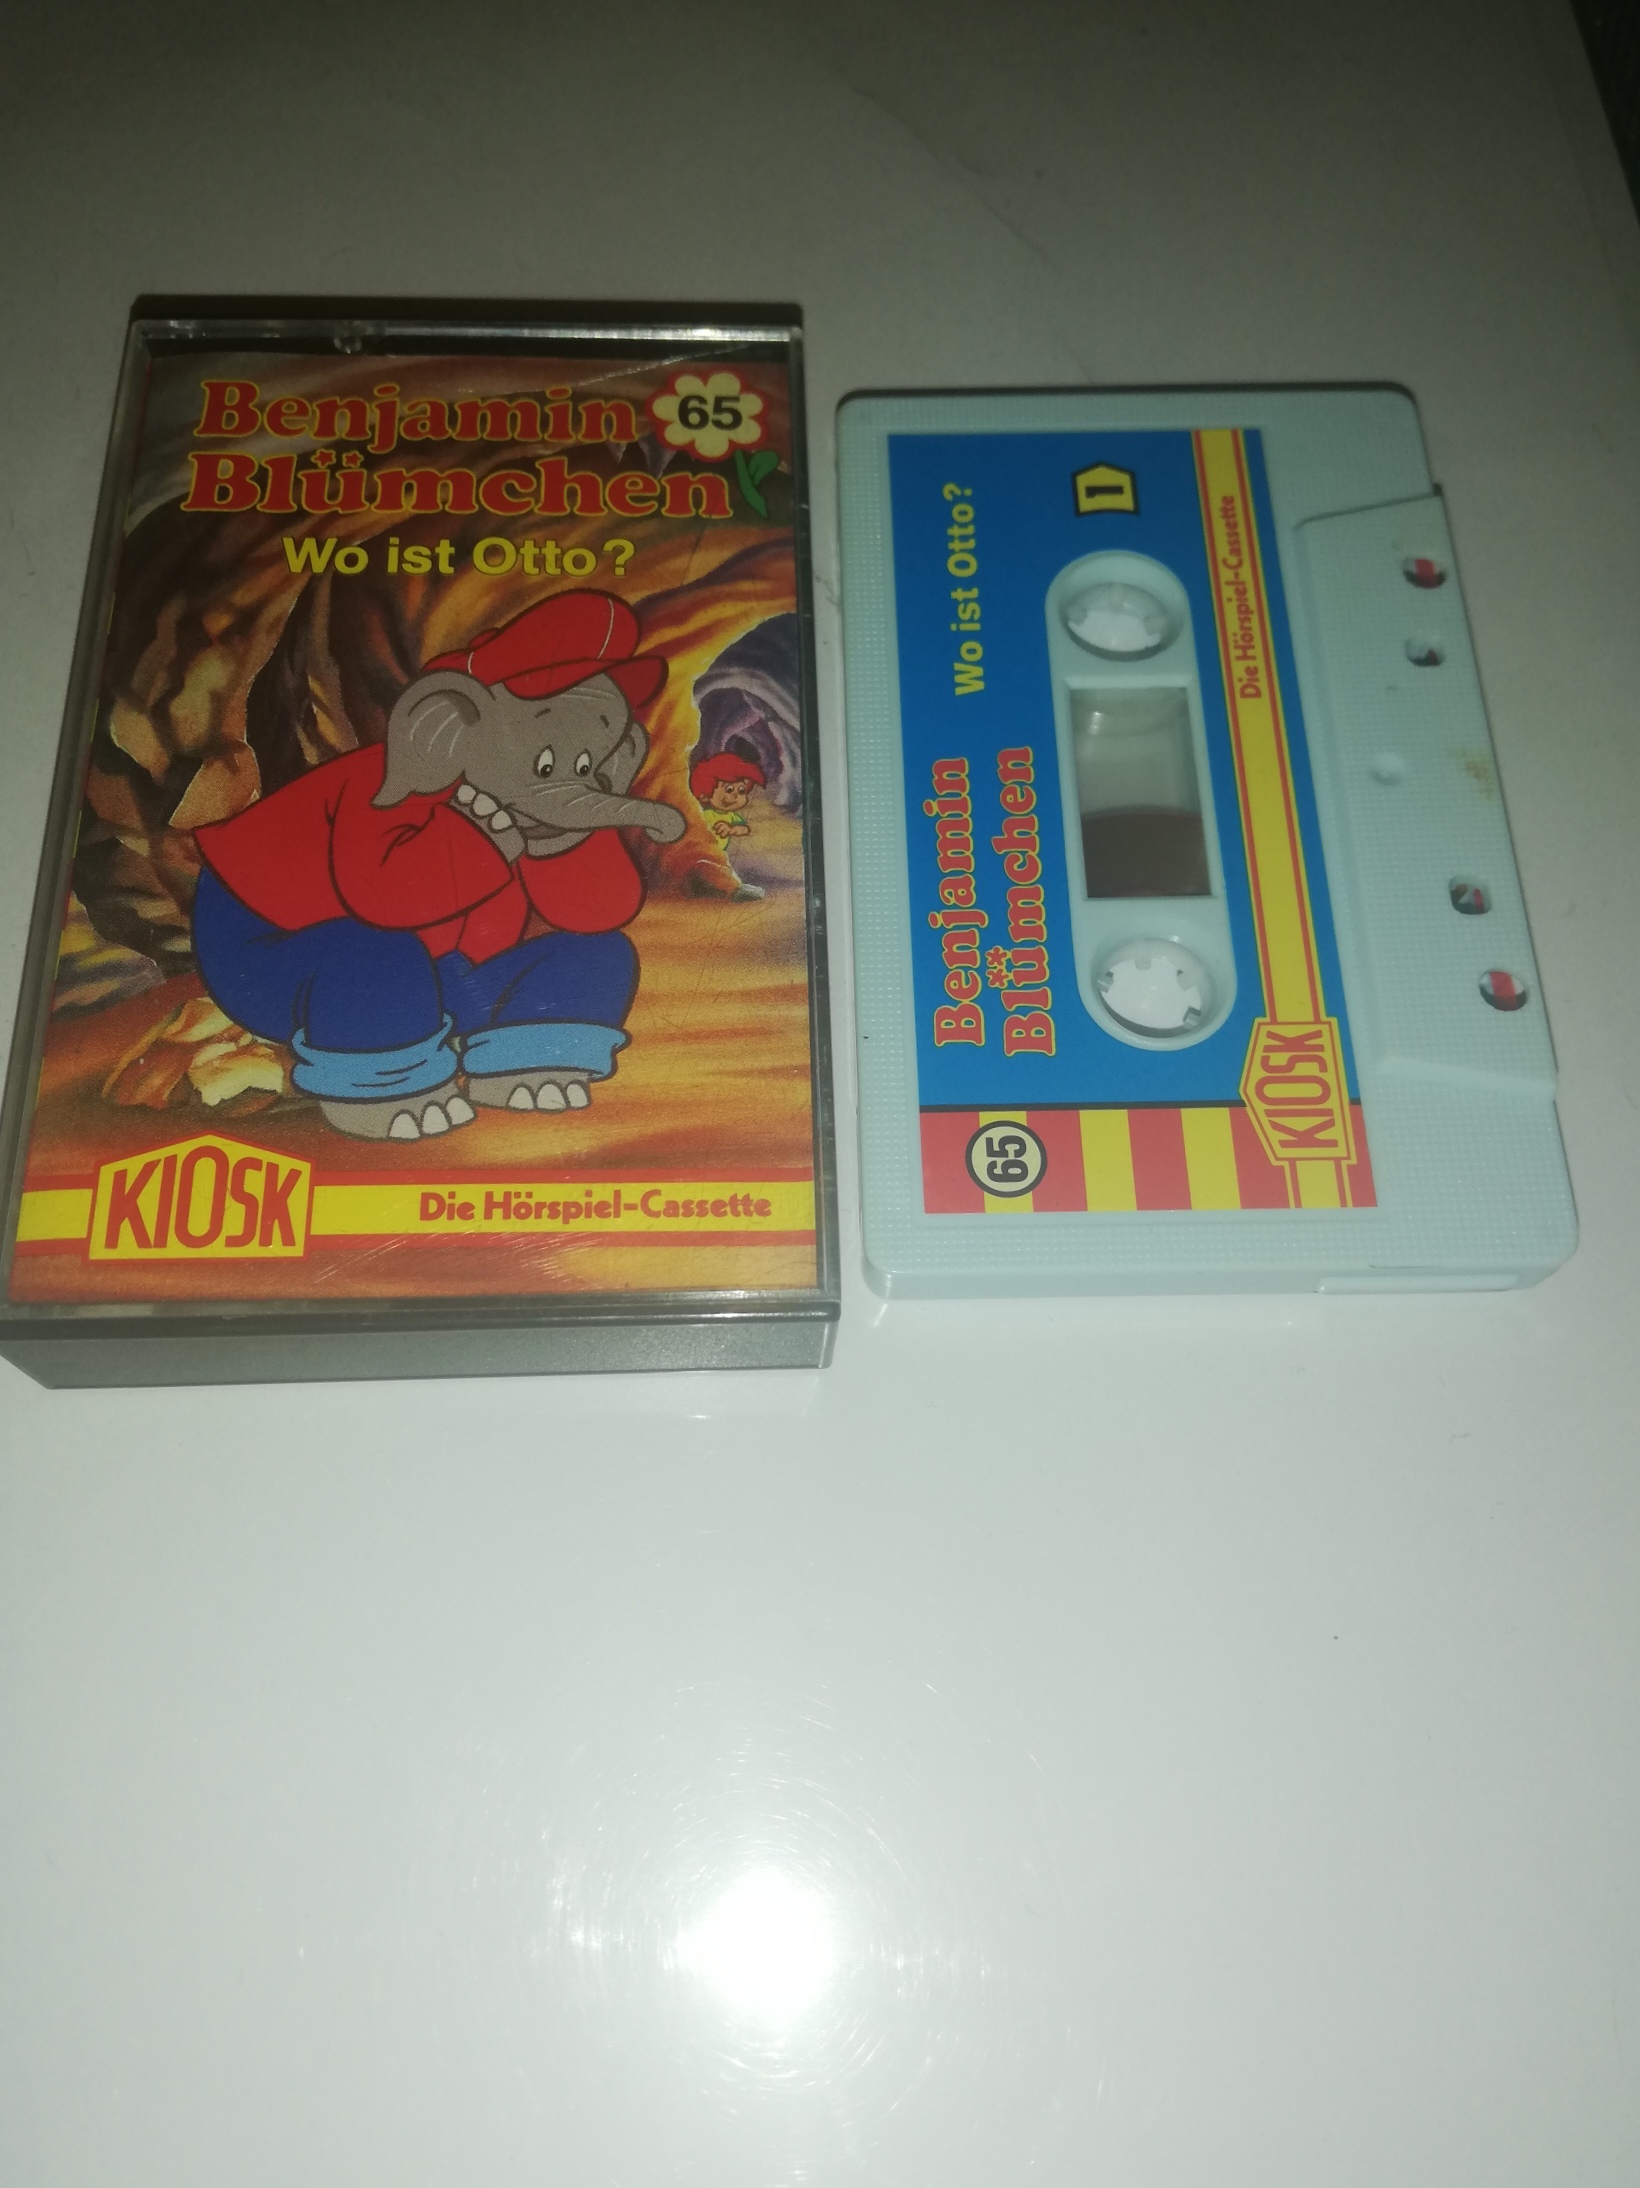 Benjamin
Blümchen
65
Wo ist Otto?
KIOSK
Die Hörspiel-Cassette
Benjamin
Blümchen
Wo ist Otto?
1
65
KIOSK
Die Hörspiel-Cassette